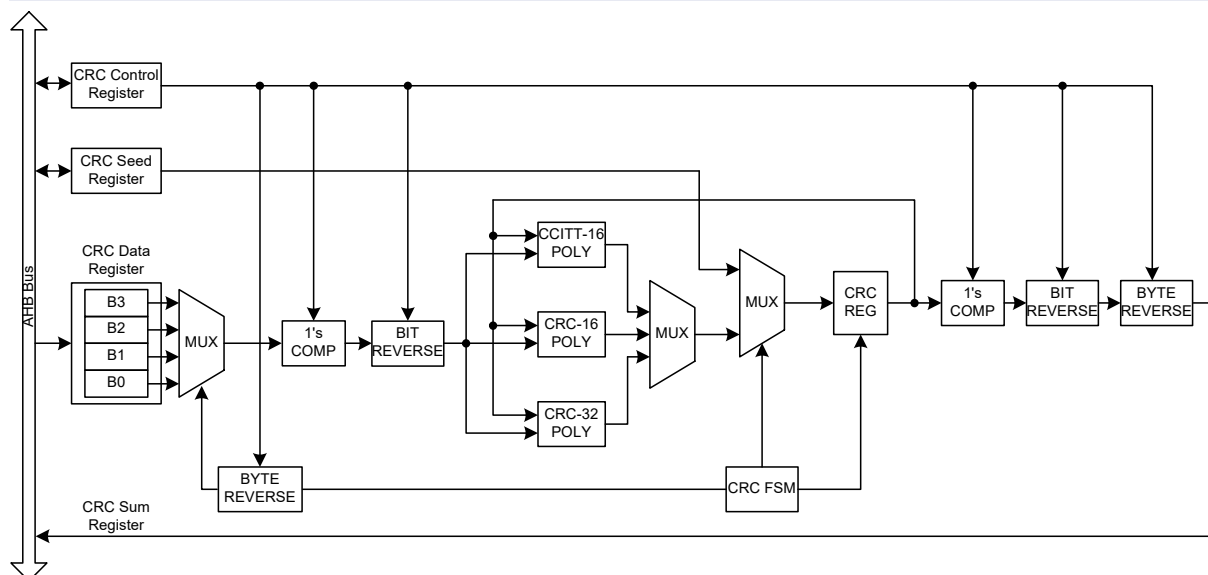 CRC Control
Register
CRC Seed
Register
CCITT-16
POLY
CRC Data
Register
AHB Bus
B3
B2
B1
B0
MUX
1's
COMP
BIT
REVERSE
CRC-16
POLY
MUX
MUX
CRC
REG
1's
COMP
BIT
REVERSE
BYTE
REVERSE
CRC-32
POLY
BYTE
REVERSE
CRC FSM
CRC Sum
Register